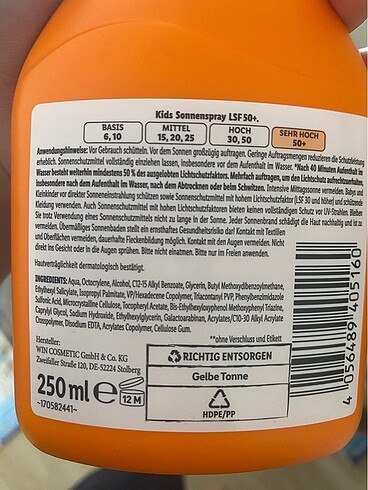 Kids Sonnenspray LSF 50+.
BASIS
6, 10
MITTEL
15, 20, 25
HOCH
30, 50
SEHR HOCH
50+
Anwendungshinweise: Vor Gebrauch schütteln. Vor dem Sonnen großzügig auftragen. Geringe Auftragsmengen reduzieren die Schutzleistung
erheblich. Sonnenschutzmittel vollständig einziehen lassen, insbesondere vor dem Aufenthalt im Wasser. *Nach 40 Minuten Aufenthalt im
Wasser besteht weiterhin mindestens 50 % des ausgelobten Lichtschutzfaktors. Mehrfach auftragen, um den Lichtschutz aufrechtzuerhalten,
insbesondere nach dem Aufenthalt im Wasser, nach dem Abtrocknen oder beim Schwitzen. Intensive Mittagssonne vermeiden. Babys und
Kleinkinder vor direkter Sonneneinstrahlung schützen sowie Sonnenschutzmittel mit hohem Lichtschutzfaktor (LSF 30 und höher) und schützende
Kleidung verwenden. Auch Sonnenschutzmittel mit hohen Lichtschutzfaktoren bieten keinen vollständigen Schutz vor UV-Strahlen. Bleiben
Sie trotz Verwendung eines Sonnenschutzmittels nicht zu lange in der Sonne. Jeder Sonnenbrand schädigt die Haut nachhaltig und ist zu
vermeiden. Übermäßiges Sonnenbaden stellt ein ernsthaftes Gesundheitsrisiko dar! Kontakt mit Textilien
und Oberflächen vermeiden, dauerhafte Fleckenbildung möglich. Kontakt mit den Augen vermeiden. Nicht
direkt ins Gesicht oder in die Augen sprühen. Bitte nicht einatmen. Bitte nur im Freien anwenden.
Hautverträglichkeit dermatologisch bestätigt.
INGREDIENTS: Aqua, Octocrylene, Alcohol, C12-15 Alkyl Benzoate, Glycerin, Butyl Methoxydibenzoylmethane,
Ethylhexyl Salicylate, Isopropyl Palmitate, VP/Hexadecene Copolymer, Triacontanyl PVP, Phenylbenzimidazole
Sulfonic Acid, Microcrystalline Cellulose, Tocopheryl Acetate, Bis-Ethylhexyloxyphenol Methoxyphenyl Triazine,
Caprylyl Glycol, Sodium Hydroxide, Ethylhexylglycerin, Galactoarabinan, Acrylates/C10-30 Alkyl Acrylate
Crosspolymer, Disodium EDTA, Acrylates Copolymer, Cellulose Gum.
**ohne Verschluss und Etikett
Hersteller:
WIN COSMETIC GmbH & Co. KG
Zweifaller Straße 120, DE-52224 Stolberg
250 ml e
12 M
~170582441~
RICHTIG ENTSORGEN
Gelbe Tonne
HDPE/PP
4 056489 405160